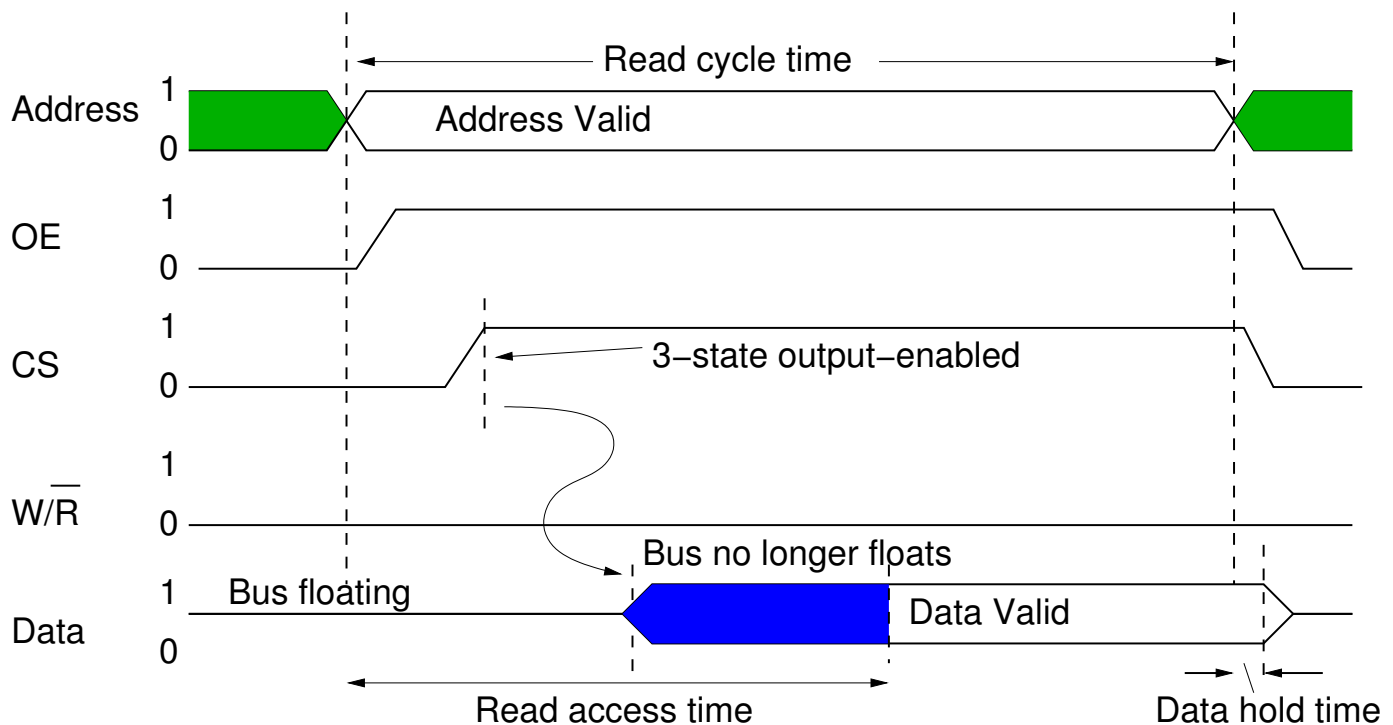 Read cycle time
Address
1
0
Address Valid
OE
1
0
CS
1
0
3−state output−enabled
W/R̅
1
0
Bus no longer floats
Data
1
0
Bus floating
Data Valid
Read access time
Data hold time